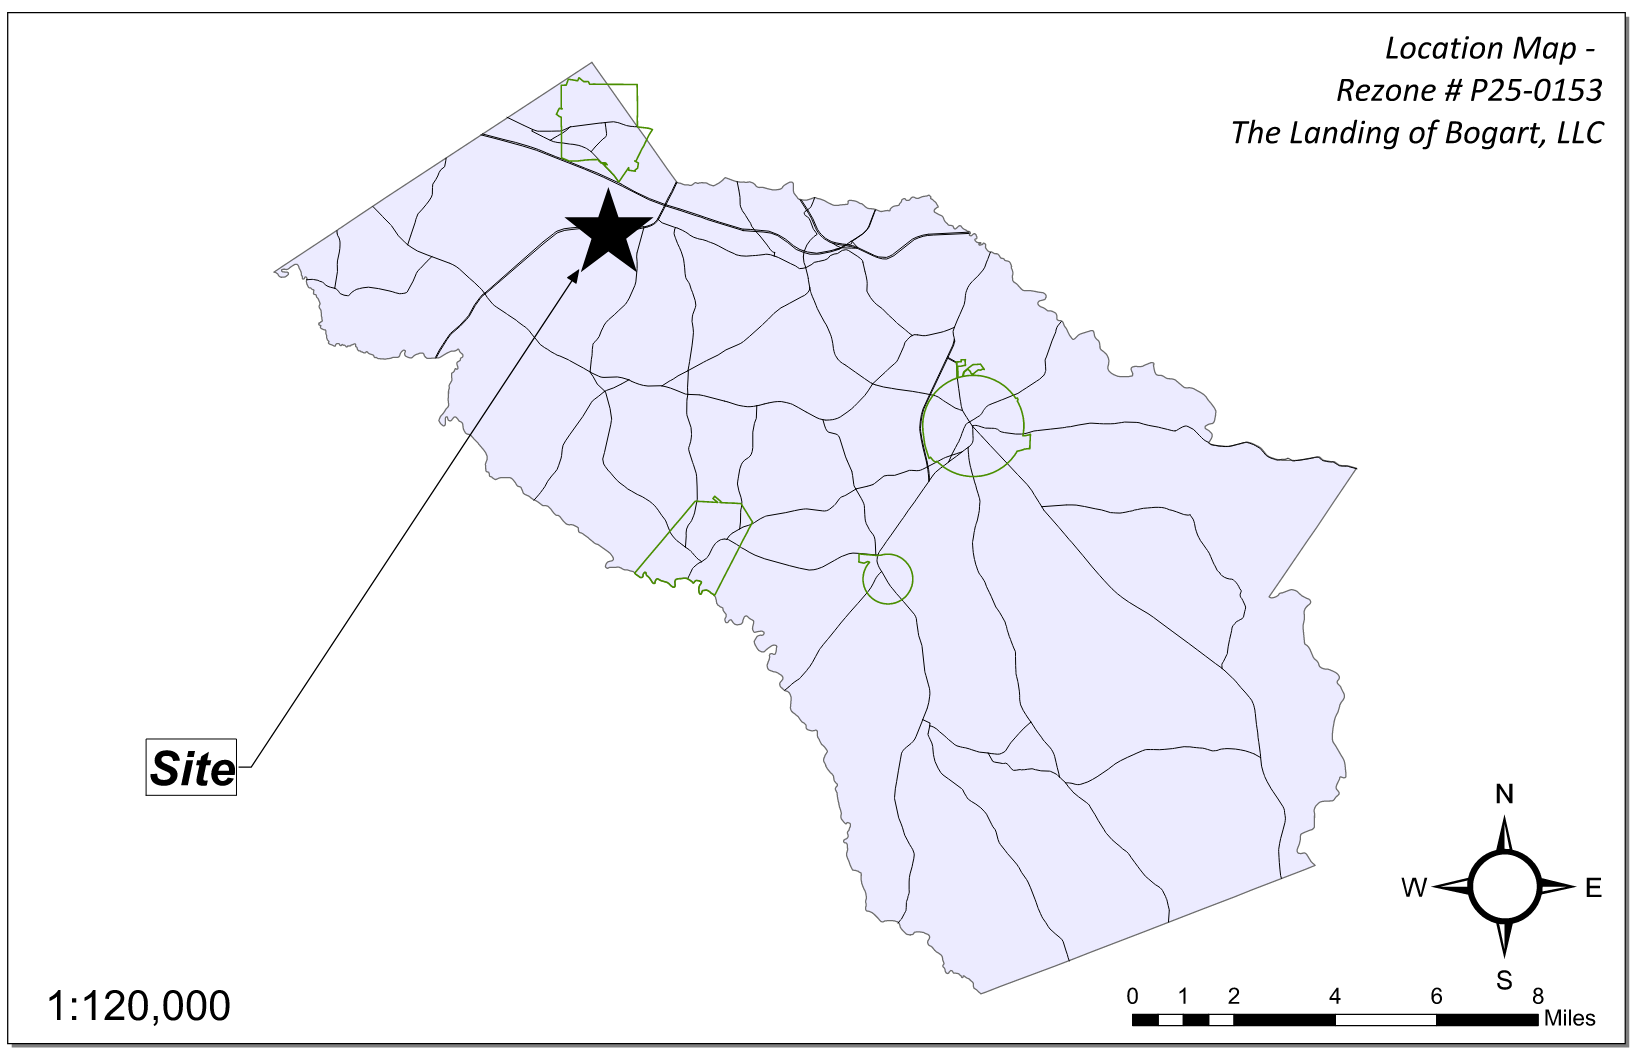 Location Map -
Rezone # P25-0153
The Landing of Bogart, LLC
Site
N
W E
S
1:120,000
0 1 2 4 6 8
Miles